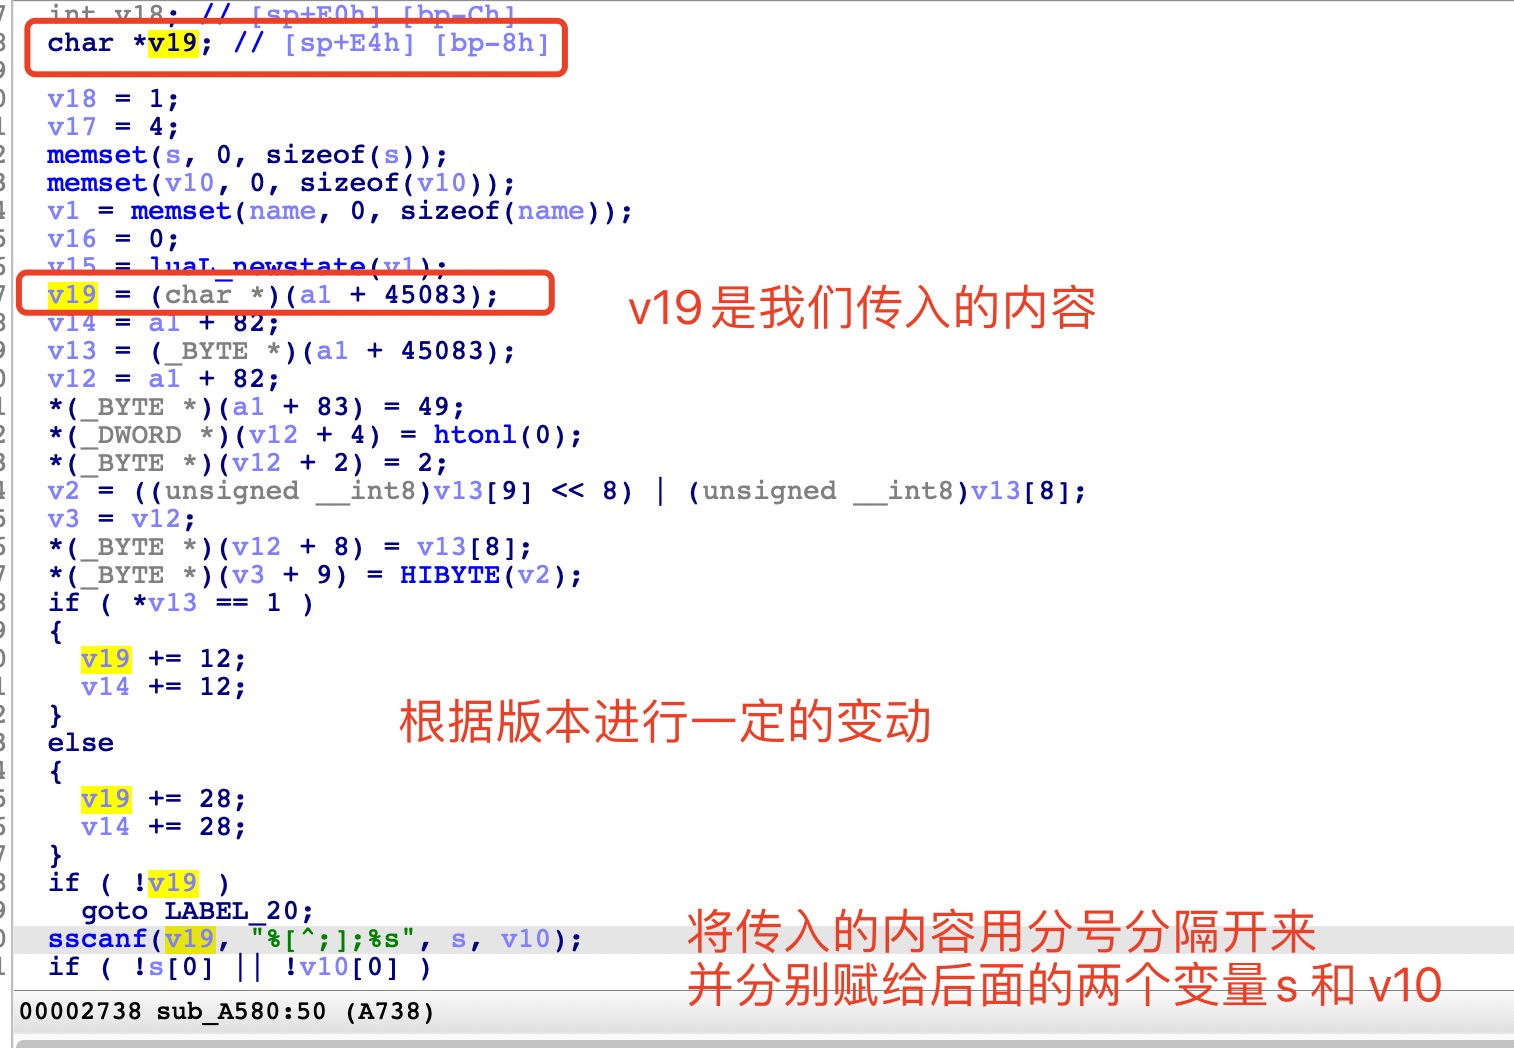 int v18; // [sp+E0h] [bp-Ch]
char *v19; // [sp+E4h] [bp-8h]
v18 = 1;
v17 = 4;
memset(s, 0, sizeof(s));
memset(v10, 0, sizeof(v10));
v1 = memset(name, 0, sizeof(name));
v16 = 0;
v15 = luaL_newstate(v1);
v19 = (char *)(a1 + 45083);
v19是我们传入的内容
v14 = a1 + 82;
v13 = (_BYTE *)(a1 + 45083);
v12 = a1 + 82;
*(_BYTE *)(a1 + 83) = 49;
*(_DWORD *)(v12 + 4) = htonl(0);
*(_BYTE *)(v12 + 2) = 2;
v2 = ((unsigned __int8)v13[9] << 8) | (unsigned __int8)v13[8];
v3 = v12;
*(_BYTE *)(v12 + 8) = v13[8];
*(_BYTE *)(v3 + 9) = HIBYTE(v2);
if ( *v13 == 1 )
{
v19 += 12;
v14 += 12;
}
根据版本进行一定的变动
else
{
v19 += 28;
v14 += 28;
}
if ( !v19 )
goto LABEL_20;
sscanf(v19, "%[^;];%s", s, v10);
将传入的内容用分号分隔开来
if ( !s[0] || !v10[0] )
并分别赋给后面的两个变量s 和 v10
00002738 sub_A580:50 (A738)